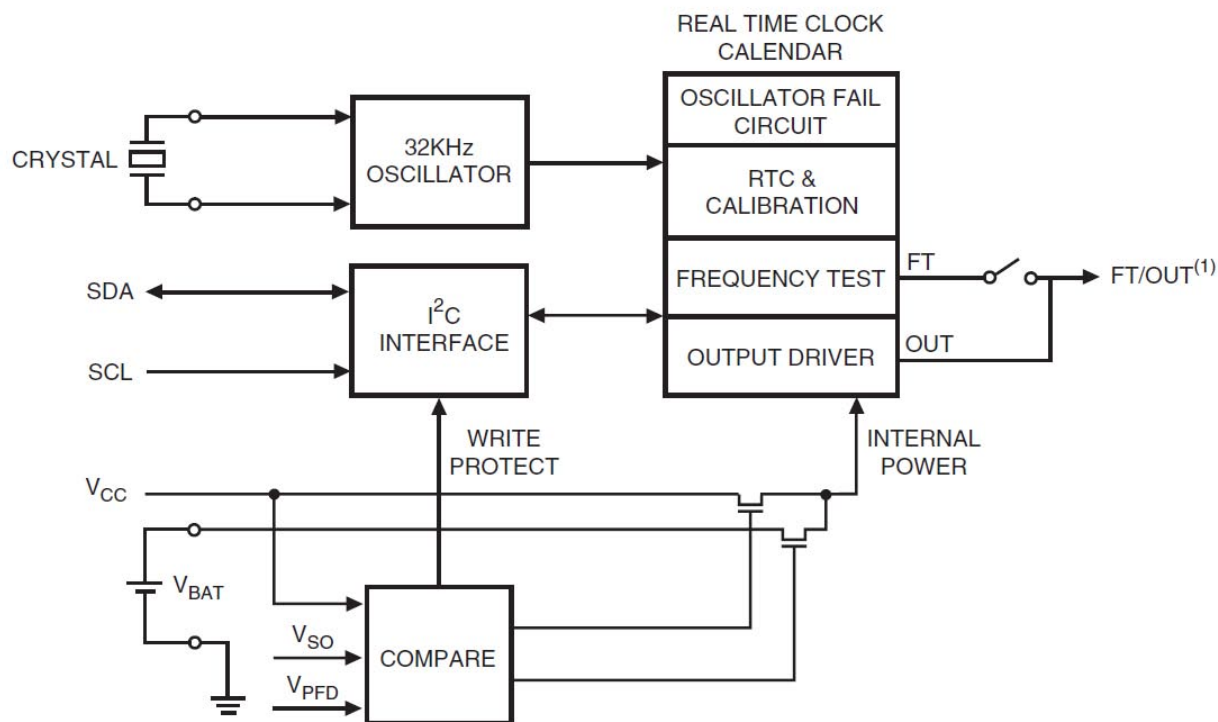 REAL TIME CLOCK
CALENDAR
OSCILLATOR FAIL
CIRCUIT
CRYSTAL
32KHz
OSCILLATOR
RTC &
CALIBRATION
FT
FREQUENCY TEST
FT/OUT(1)
SDA
I2C
INTERFACE
OUT
OUTPUT DRIVER
SCL
WRITE
PROTECT
INTERNAL
POWER
VCC
VBAT
VSO
COMPARE
VPFD